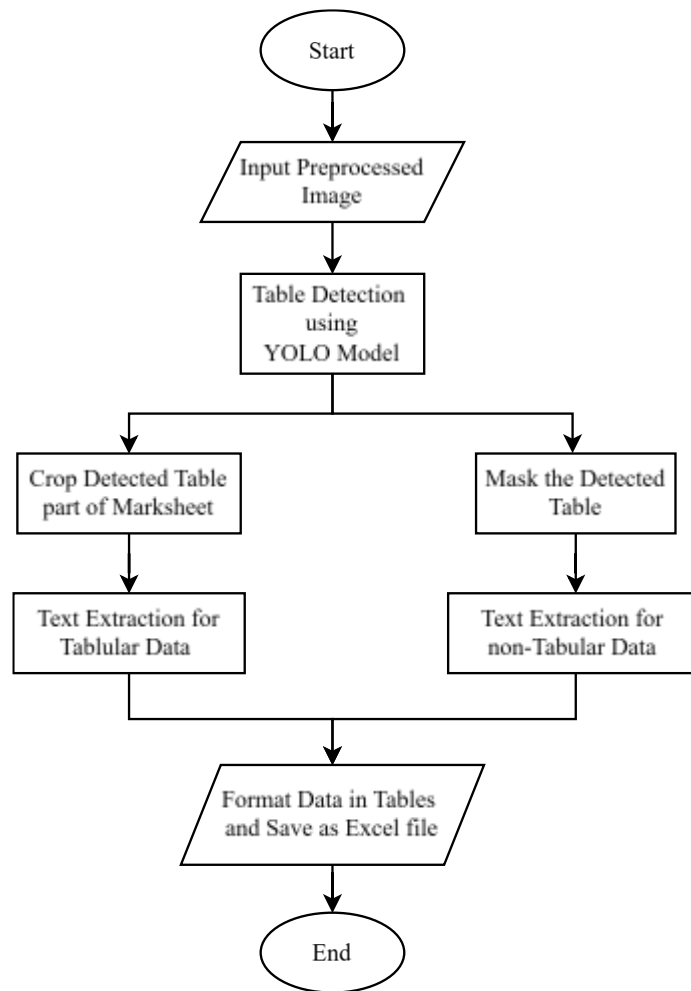 Start
Input Preprocessed
Image
Table Detection
using
YOLO Model
Crop Detected Table
part of Marksheet
Mask the Detected
Table
Text Extraction for
Tablular Data
Text Extraction for
non-Tabular Data
Format Data in Tables
and Save as Excel file
End